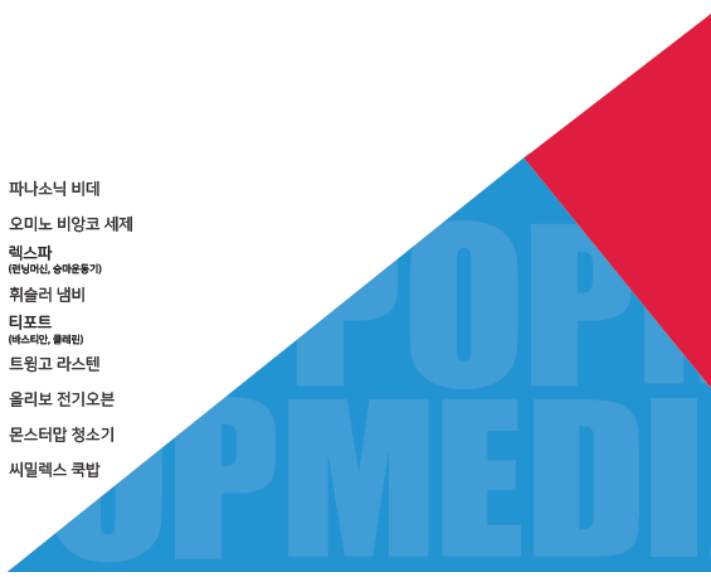 파나소닉 비데
오미노 비앙코 세제
렉스파
(런닝머신, 승마운동기)
휘슬러 냄비
티포트
(바스티안, 클레린)
트윙고 라스텐
올리보 전기오븐
몬스터맙 청소기
씨밀렉스 쿡밥
POP
OPMEDI